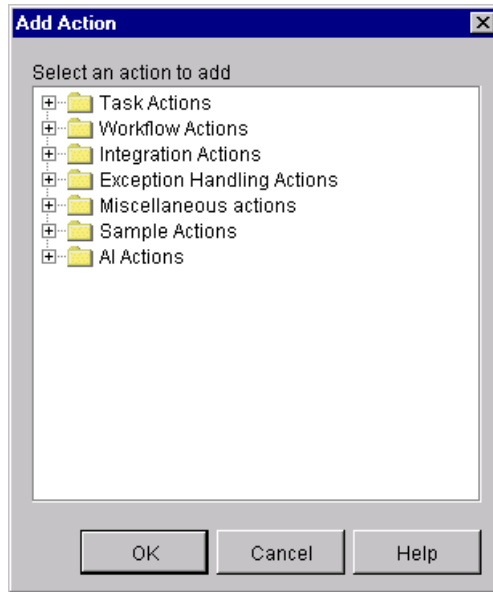 Add Action
Select an action to add
Task Actions
Workflow Actions
Integration Actions
Exception Handling Actions
Miscellaneous actions
Sample Actions
AI Actions
OK Cancel Help